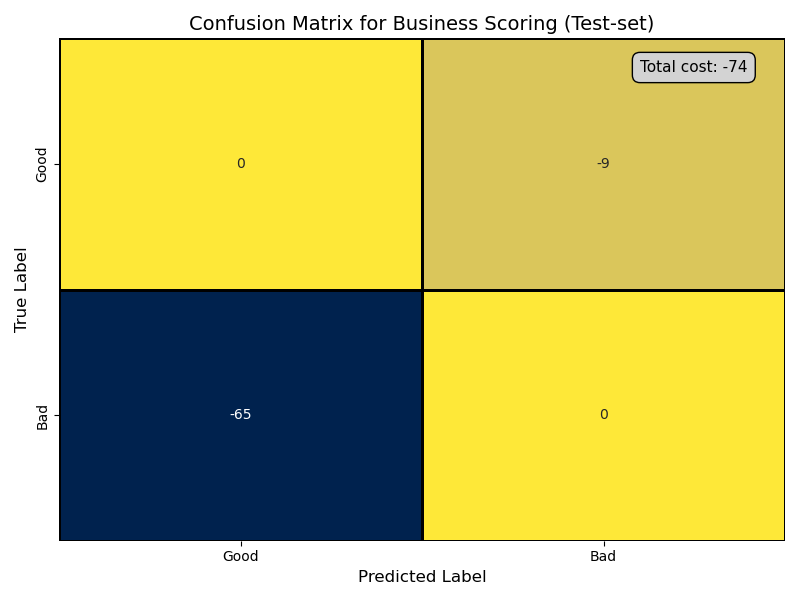 Confusion Matrix for Business Scoring (Test-set)
Total cost: -74
True Label
Good
0
-9
Bad
-65
0
Good
Bad
Predicted Label